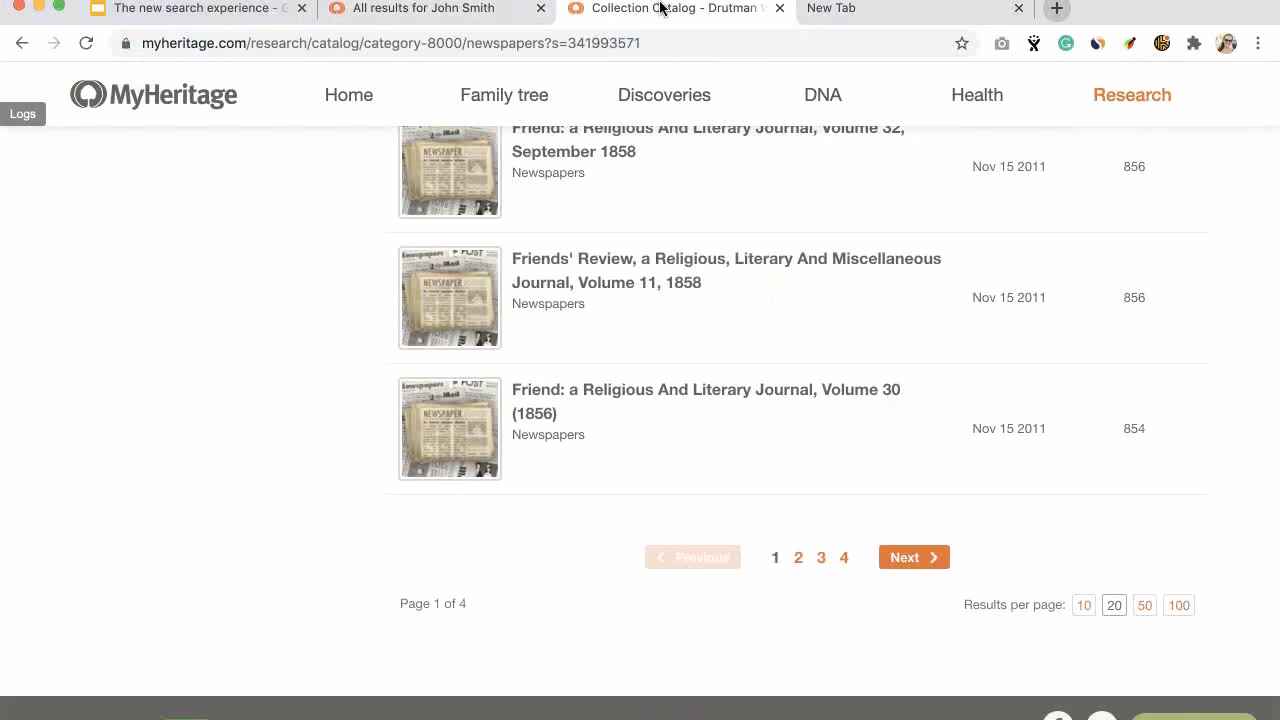 The new search experience - G
All results for John Smith
Collection Catalog - Drutman
New Tab
myheritage.com/research/catalog/category-8000/newspapers?s=341993571
MyHeritage
Home
Family tree
Discoveries
DNA
Health
Research
Logs
Friend: a Religious And Literary Journal, Volume 32,
September 1858
Newspapers
Nov 15 2011
856
Friends' Review, a Religious, Literary And Miscellaneous
Journal, Volume 11, 1858
Newspapers
Nov 15 2011
856
Friend: a Religious And Literary Journal, Volume 30
(1856)
Newspapers
Nov 15 2011
854
Previous 1 2 3 4 Next
Page 1 of 4
Results per page: 10 20 50 100